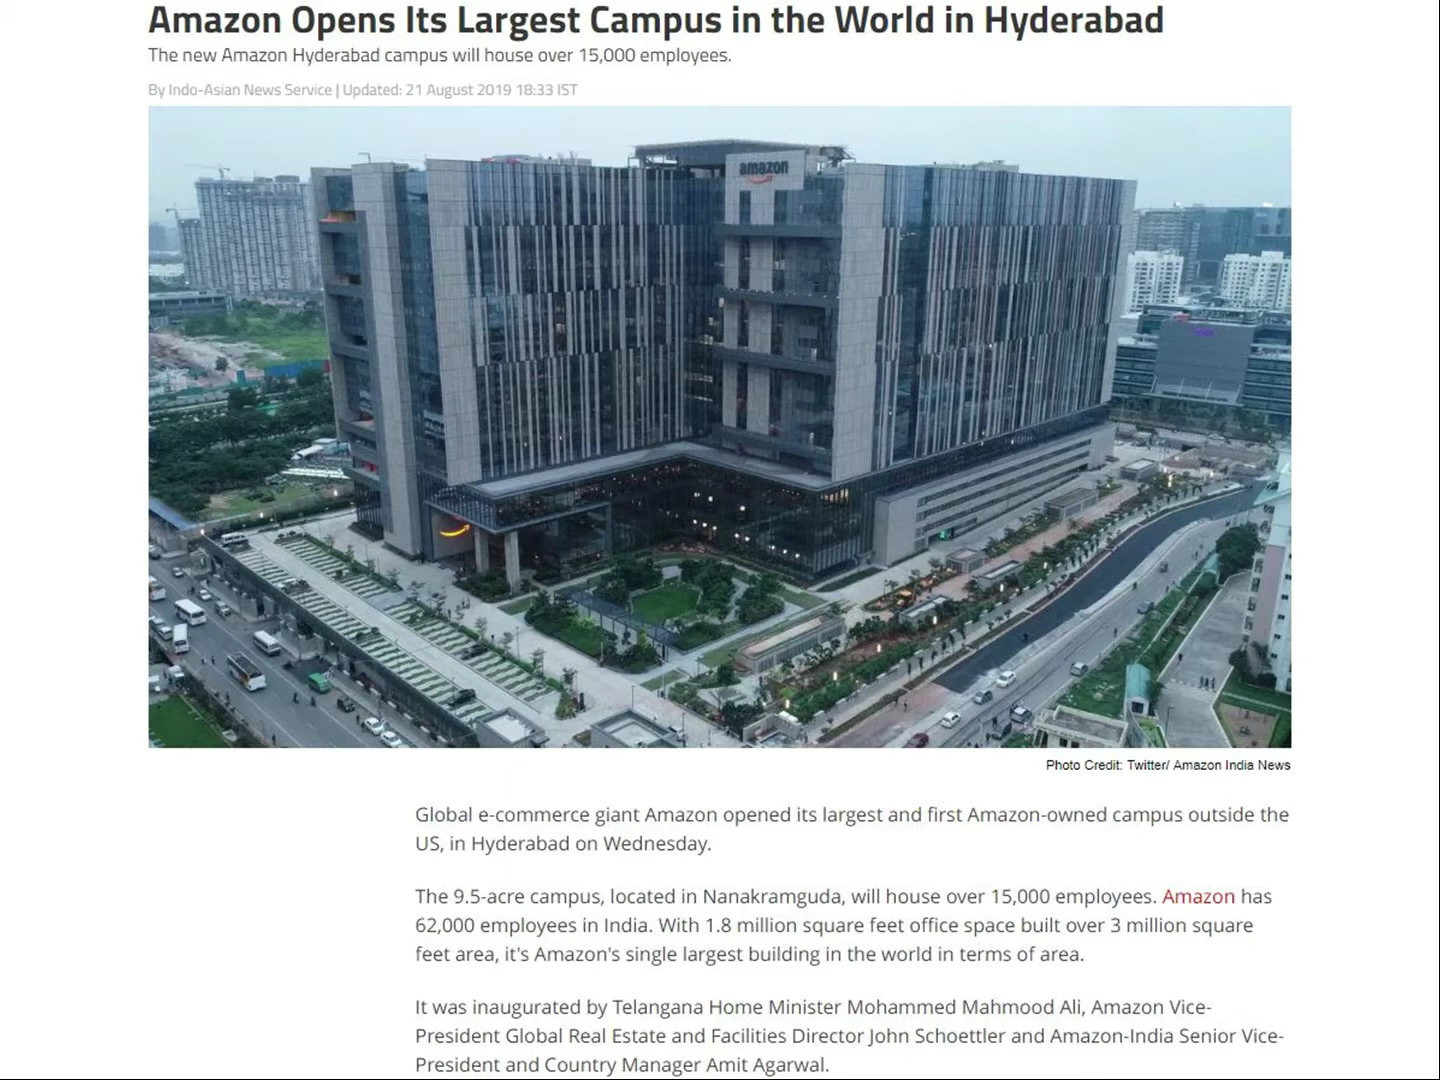 Amazon Opens Its Largest Campus in the World in Hyderabad
The new Amazon Hyderabad campus will house over 15,000 employees.
By Indo-Asian News Service | Updated: 21 August 2019 18:33 IST
amazon
Photo Credit: Twitter/ Amazon India News
Global e-commerce giant Amazon opened its largest and first Amazon-owned campus outside the
US, in Hyderabad on Wednesday.
The 9.5-acre campus, located in Nanakramguda, will house over 15,000 employees. Amazon has
62,000 employees in India. With 1.8 million square feet office space built over 3 million square
feet area, it's Amazon's single largest building in the world in terms of area.
It was inaugurated by Telangana Home Minister Mohammed Mahmood Ali, Amazon Vice-
President Global Real Estate and Facilities Director John Schoettler and Amazon-India Senior Vice-
President and Country Manager Amit Agarwal.